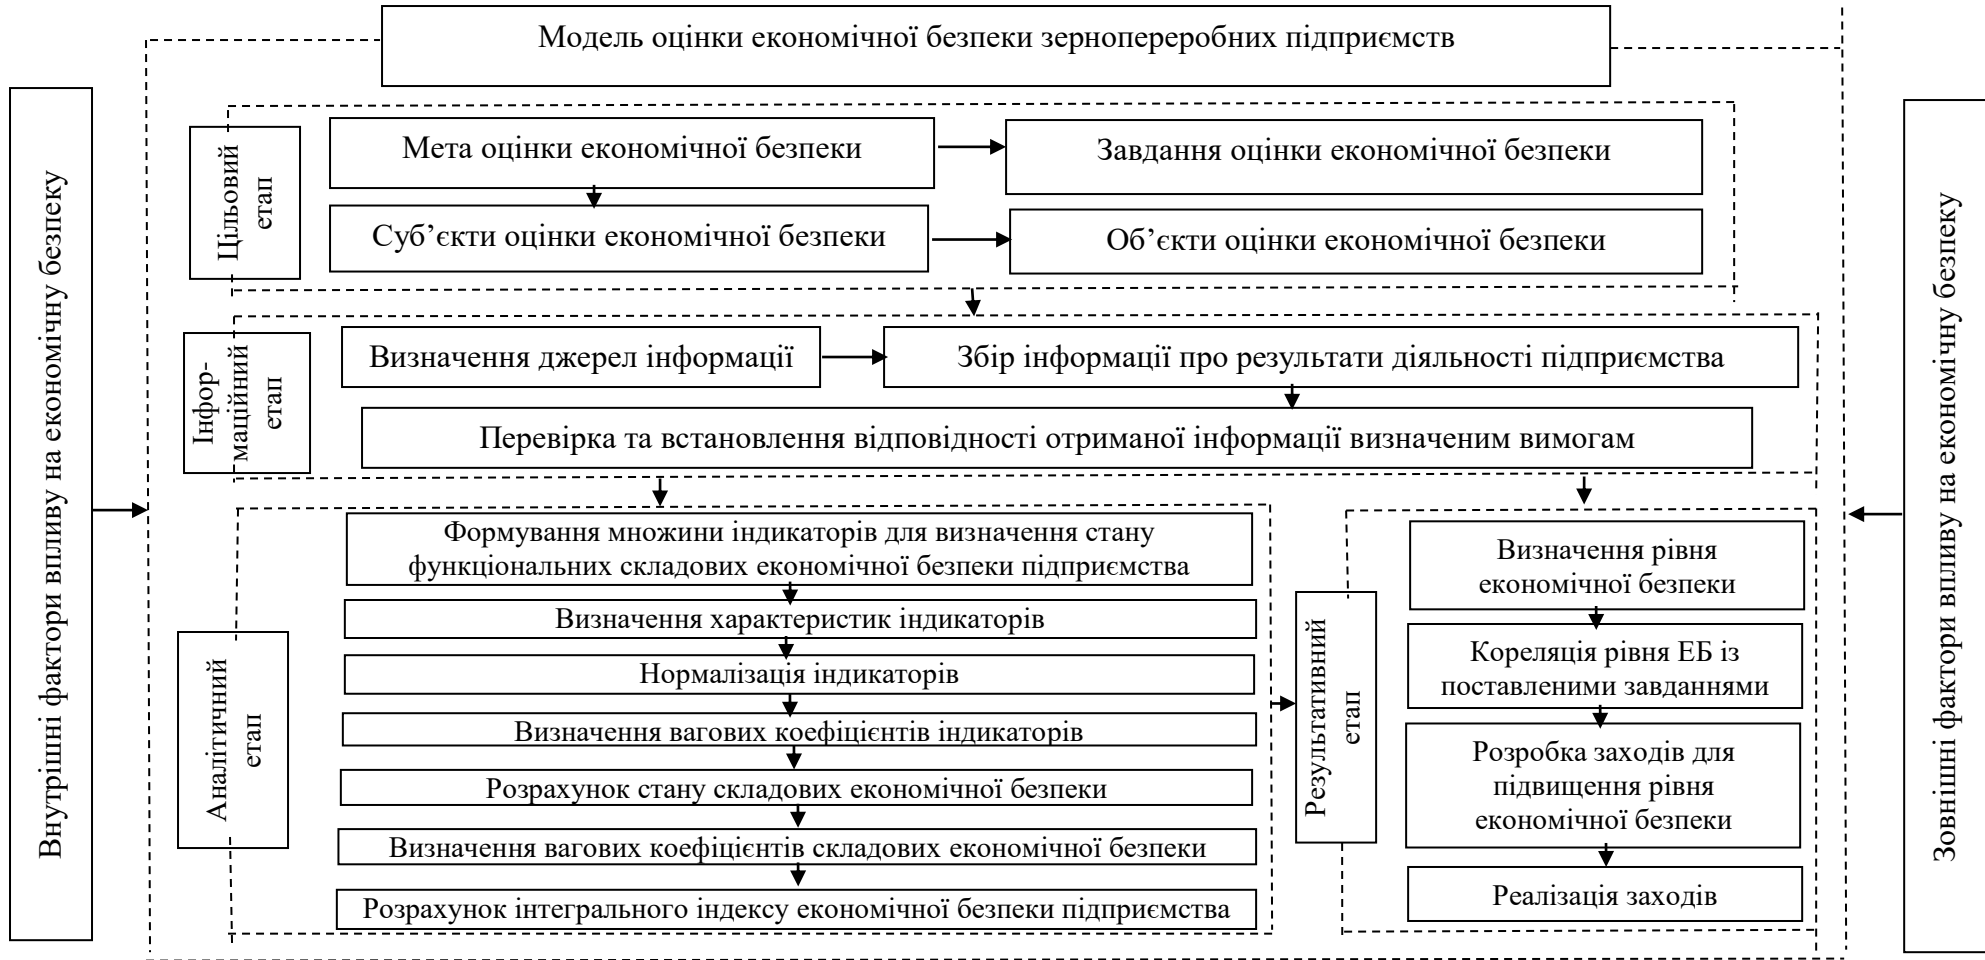 Модель оцінки економічної безпеки зернопереробних підприємств
Внутрішні фактори впливу на економічну безпеку
Цільовий
етап
Мета оцінки економічної безпеки
Завдання оцінки економічної безпеки
Суб’єкти оцінки економічної безпеки
Об’єкти оцінки економічної безпеки
Інфор-
маційний
етап
Визначення джерел інформації
Збір інформації про результати діяльності підприємства
Перевірка та встановлення відповідності отриманої інформації визначеним вимогам
Аналітичний
етап
Формування множини індикаторів для визначення стану
функціональних складових економічної безпеки підприємства
Визначення характеристик індикаторів
Нормалізація індикаторів
Визначення вагових коефіцієнтів індикаторів
Розрахунок стану складових економічної безпеки
Визначення вагових коефіцієнтів складових економічної безпеки
Розрахунок інтегрального індексу економічної безпеки підприємства
Результативний
етап
Визначення рівня
економічної безпеки
Кореляція рівня ЕБ із
поставленими завданнями
Розробка заходів для
підвищення рівня
економічної безпеки
Реалізація заходів
Зовнішні фактори впливу на економічну безпеку